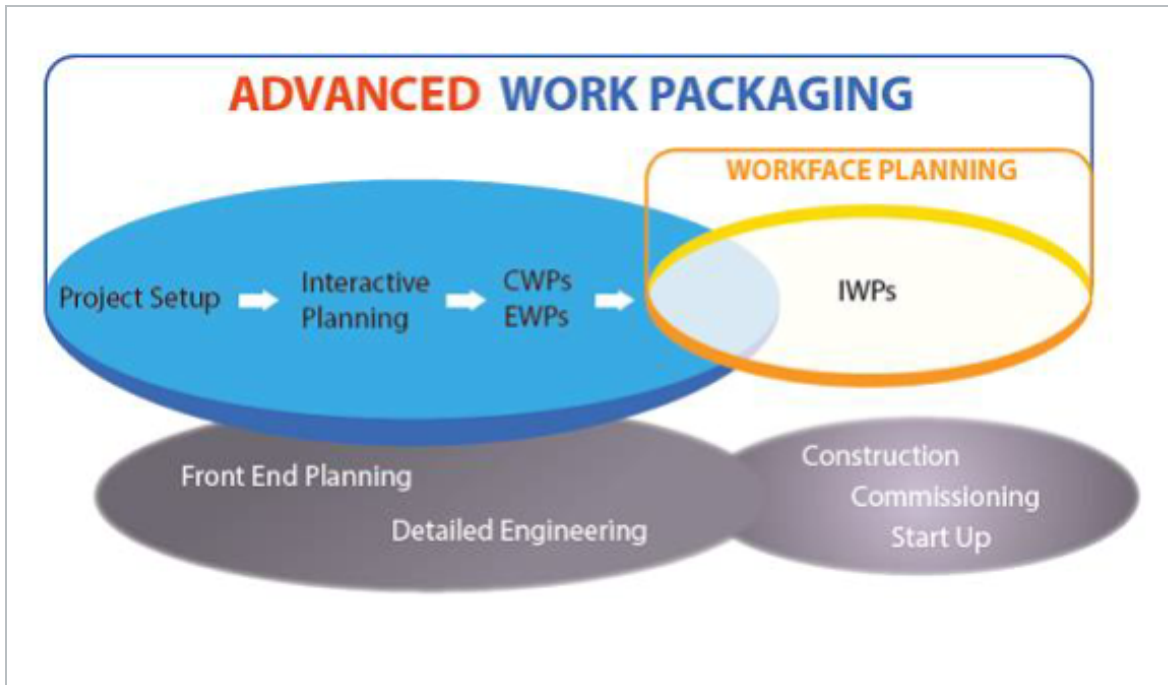 ADVANCED WORK PACKAGING
WORKFACE PLANNING
Project Setup
Interactive
Planning
CWPs
EWPs
IWPs
Front End Planning
Detailed Engineering
Construction
Commissioning
Start Up